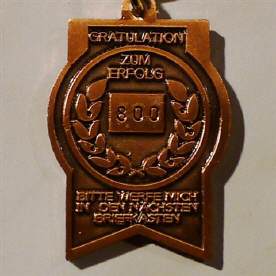 GRATULATION
ZUM
ERFOLG
800
BITTE WERFE MICH
IN DEN NÄCHSTEN
BRIEFKASTEN